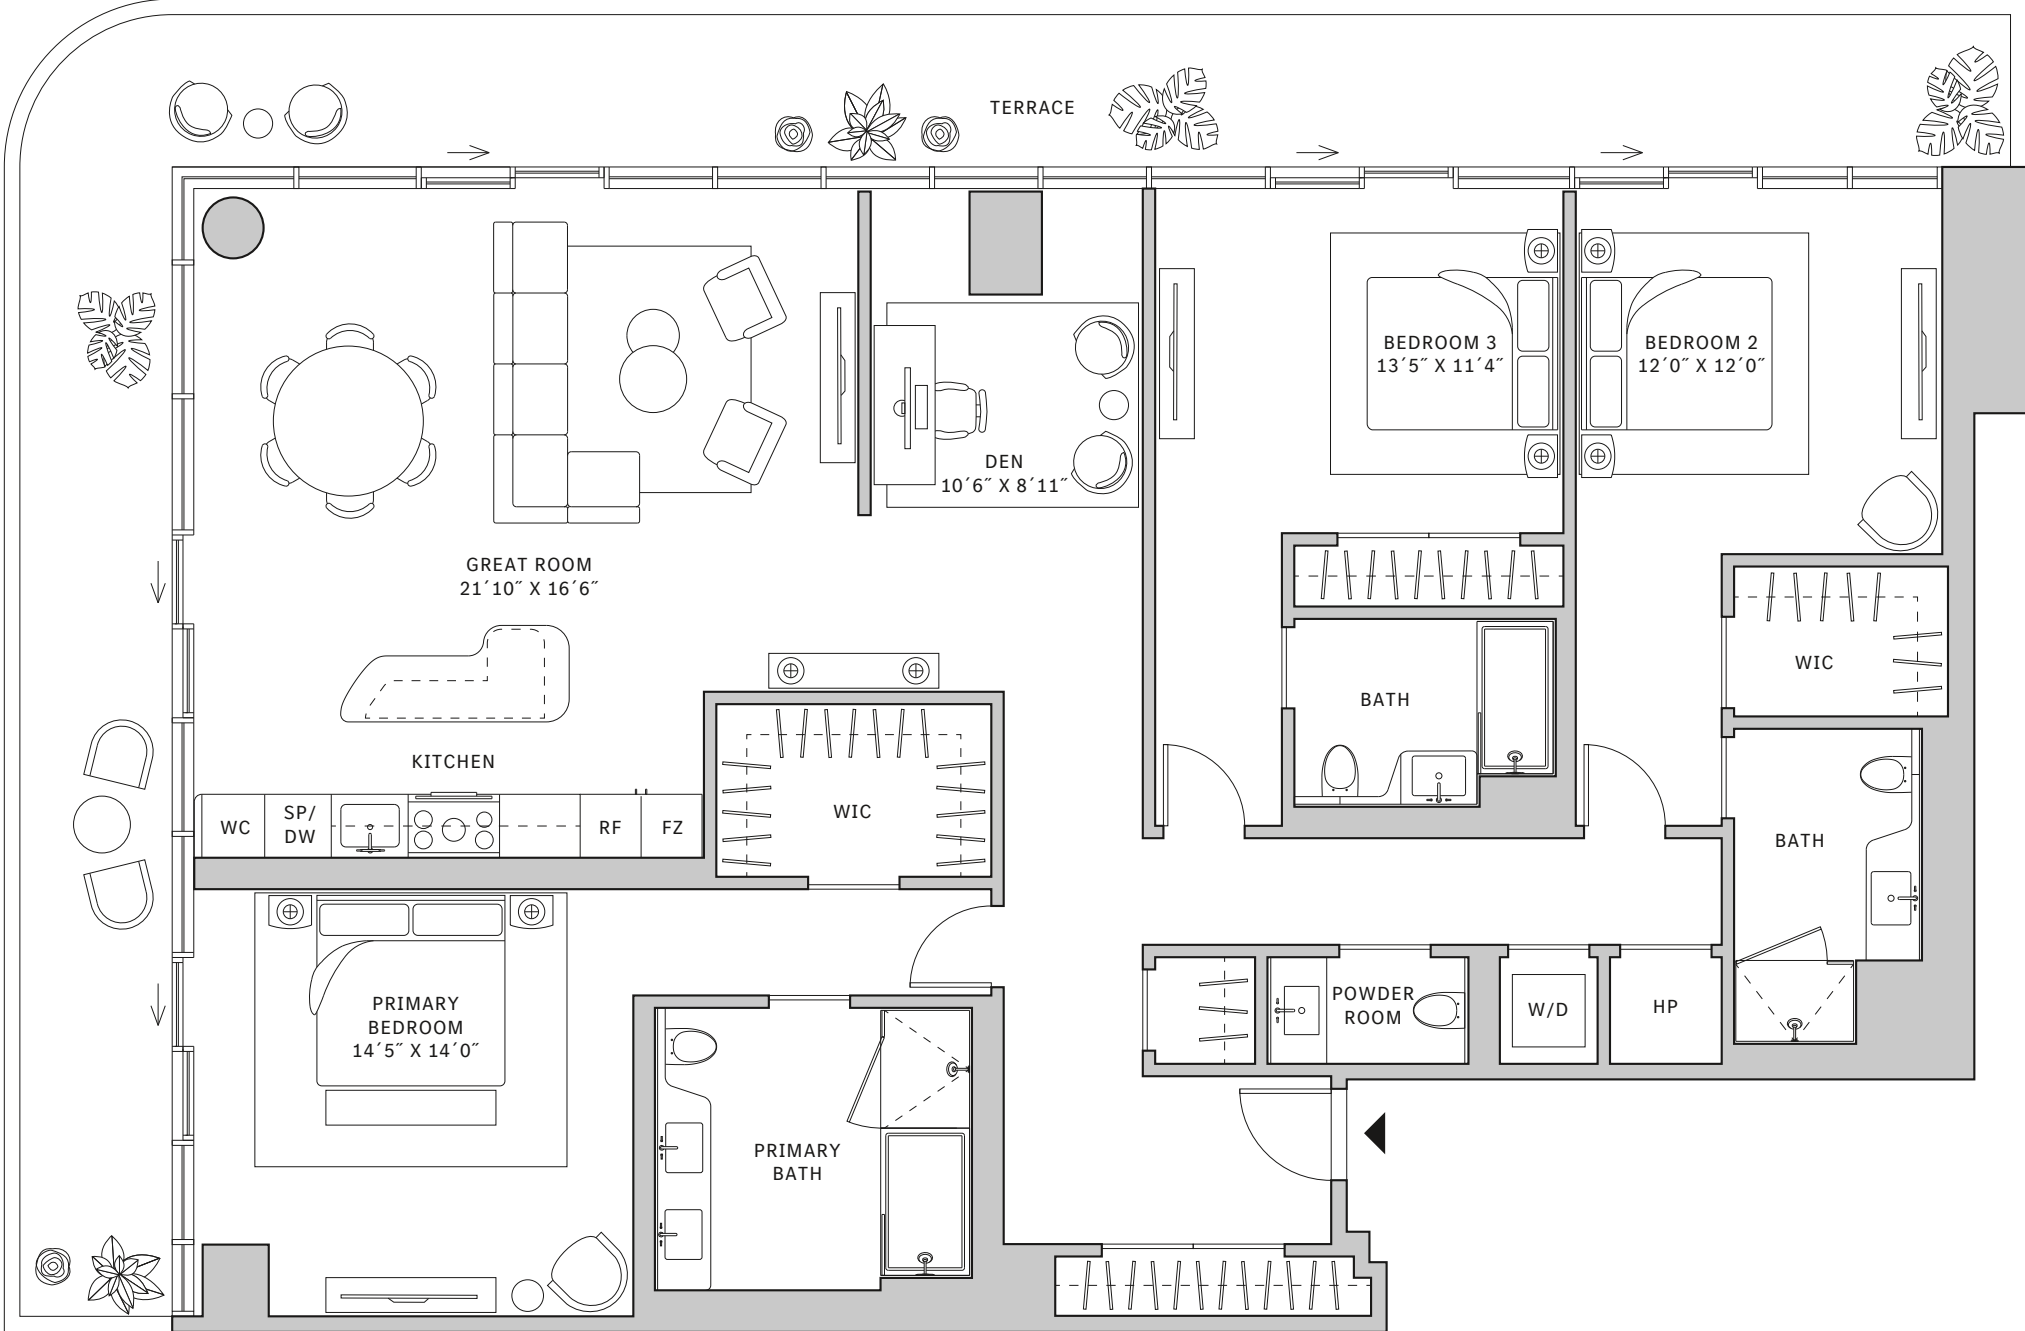 TERRACE
BEDROOM 3
13´5˝ X 11´4˝
BEDROOM 2
12´0˝ X 12´0˝
DEN
10´6˝ X 8´11˝
GREAT ROOM
21´10˝ X 16´6˝
WIC
BATH
KITCHEN
WC
SP/
DW
RF
FZ
WIC
BATH
PRIMARY
BEDROOM
14´5˝ X 14´0˝
POWDER
ROOM
W/D
HP
PRIMARY
BATH